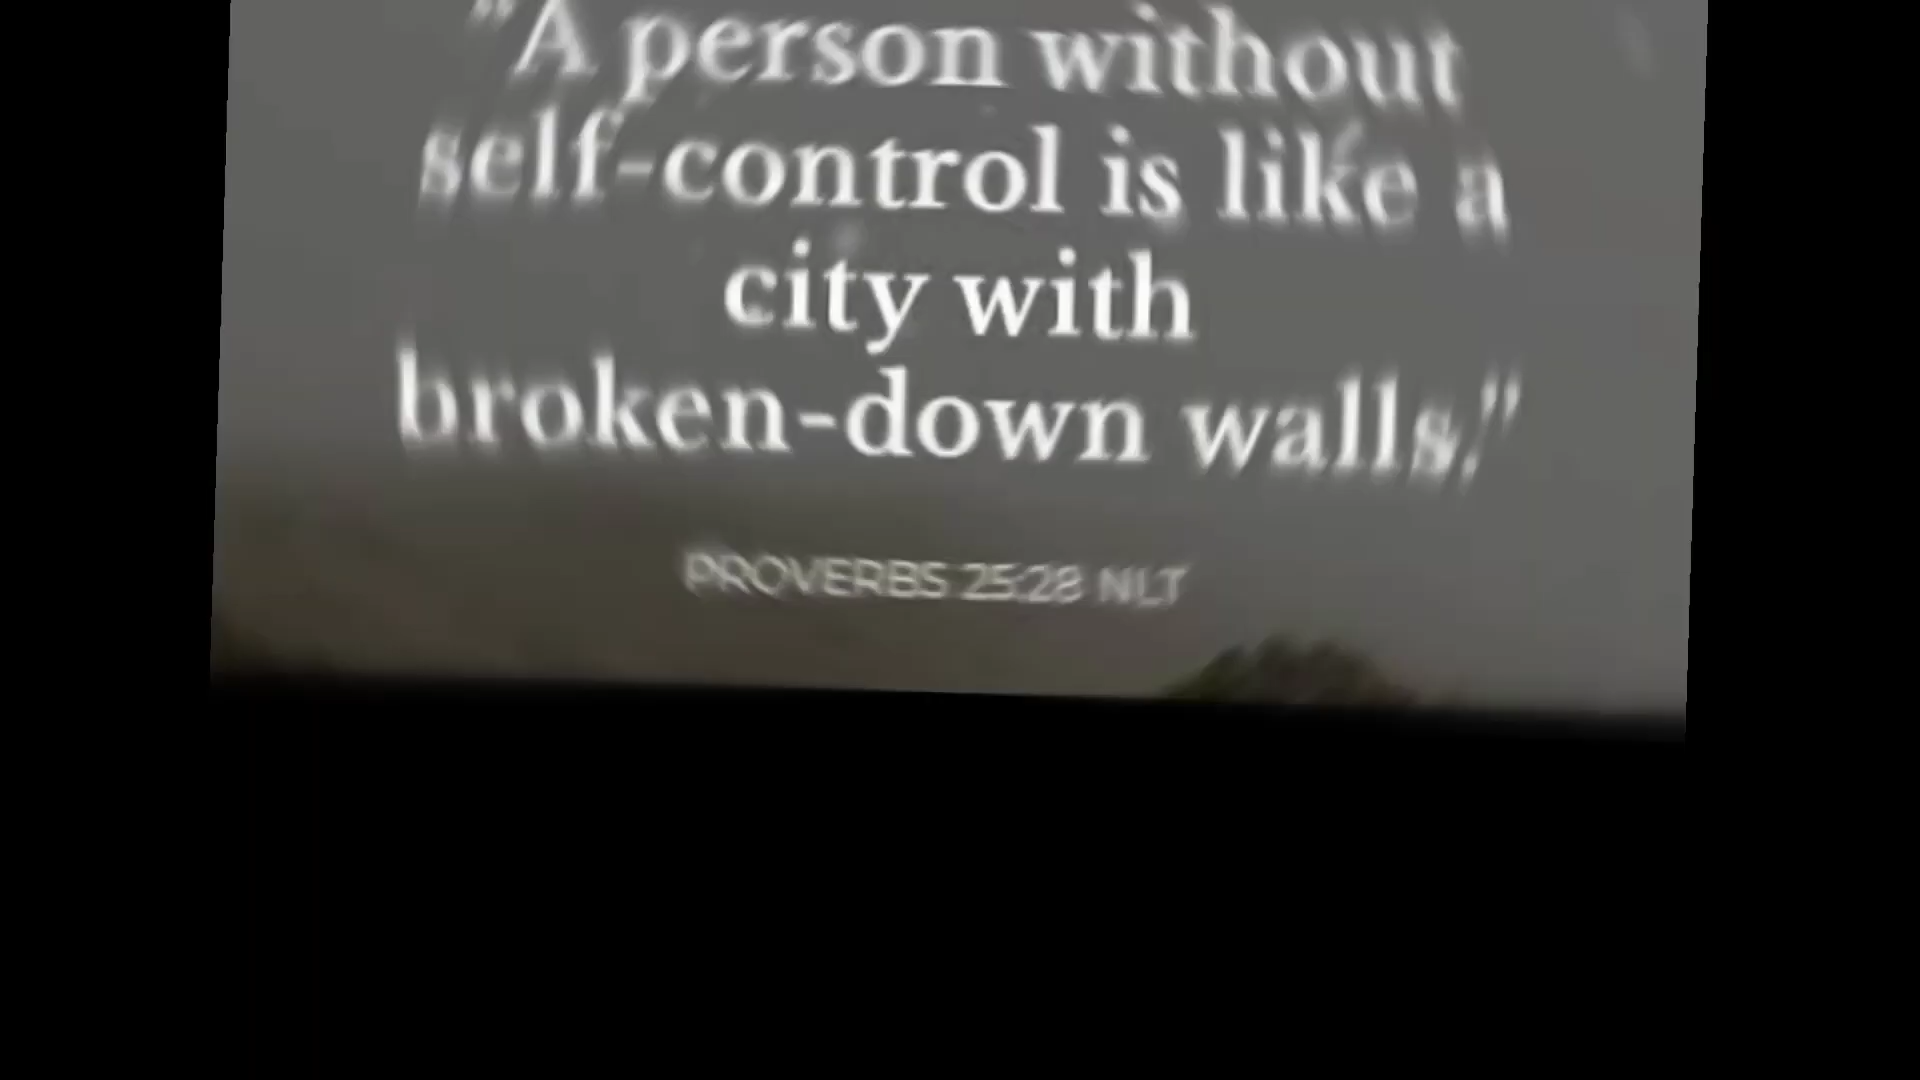 "A person without
self-control is like a
city with
broken-down walls."
PROVERBS 25:28 NLT